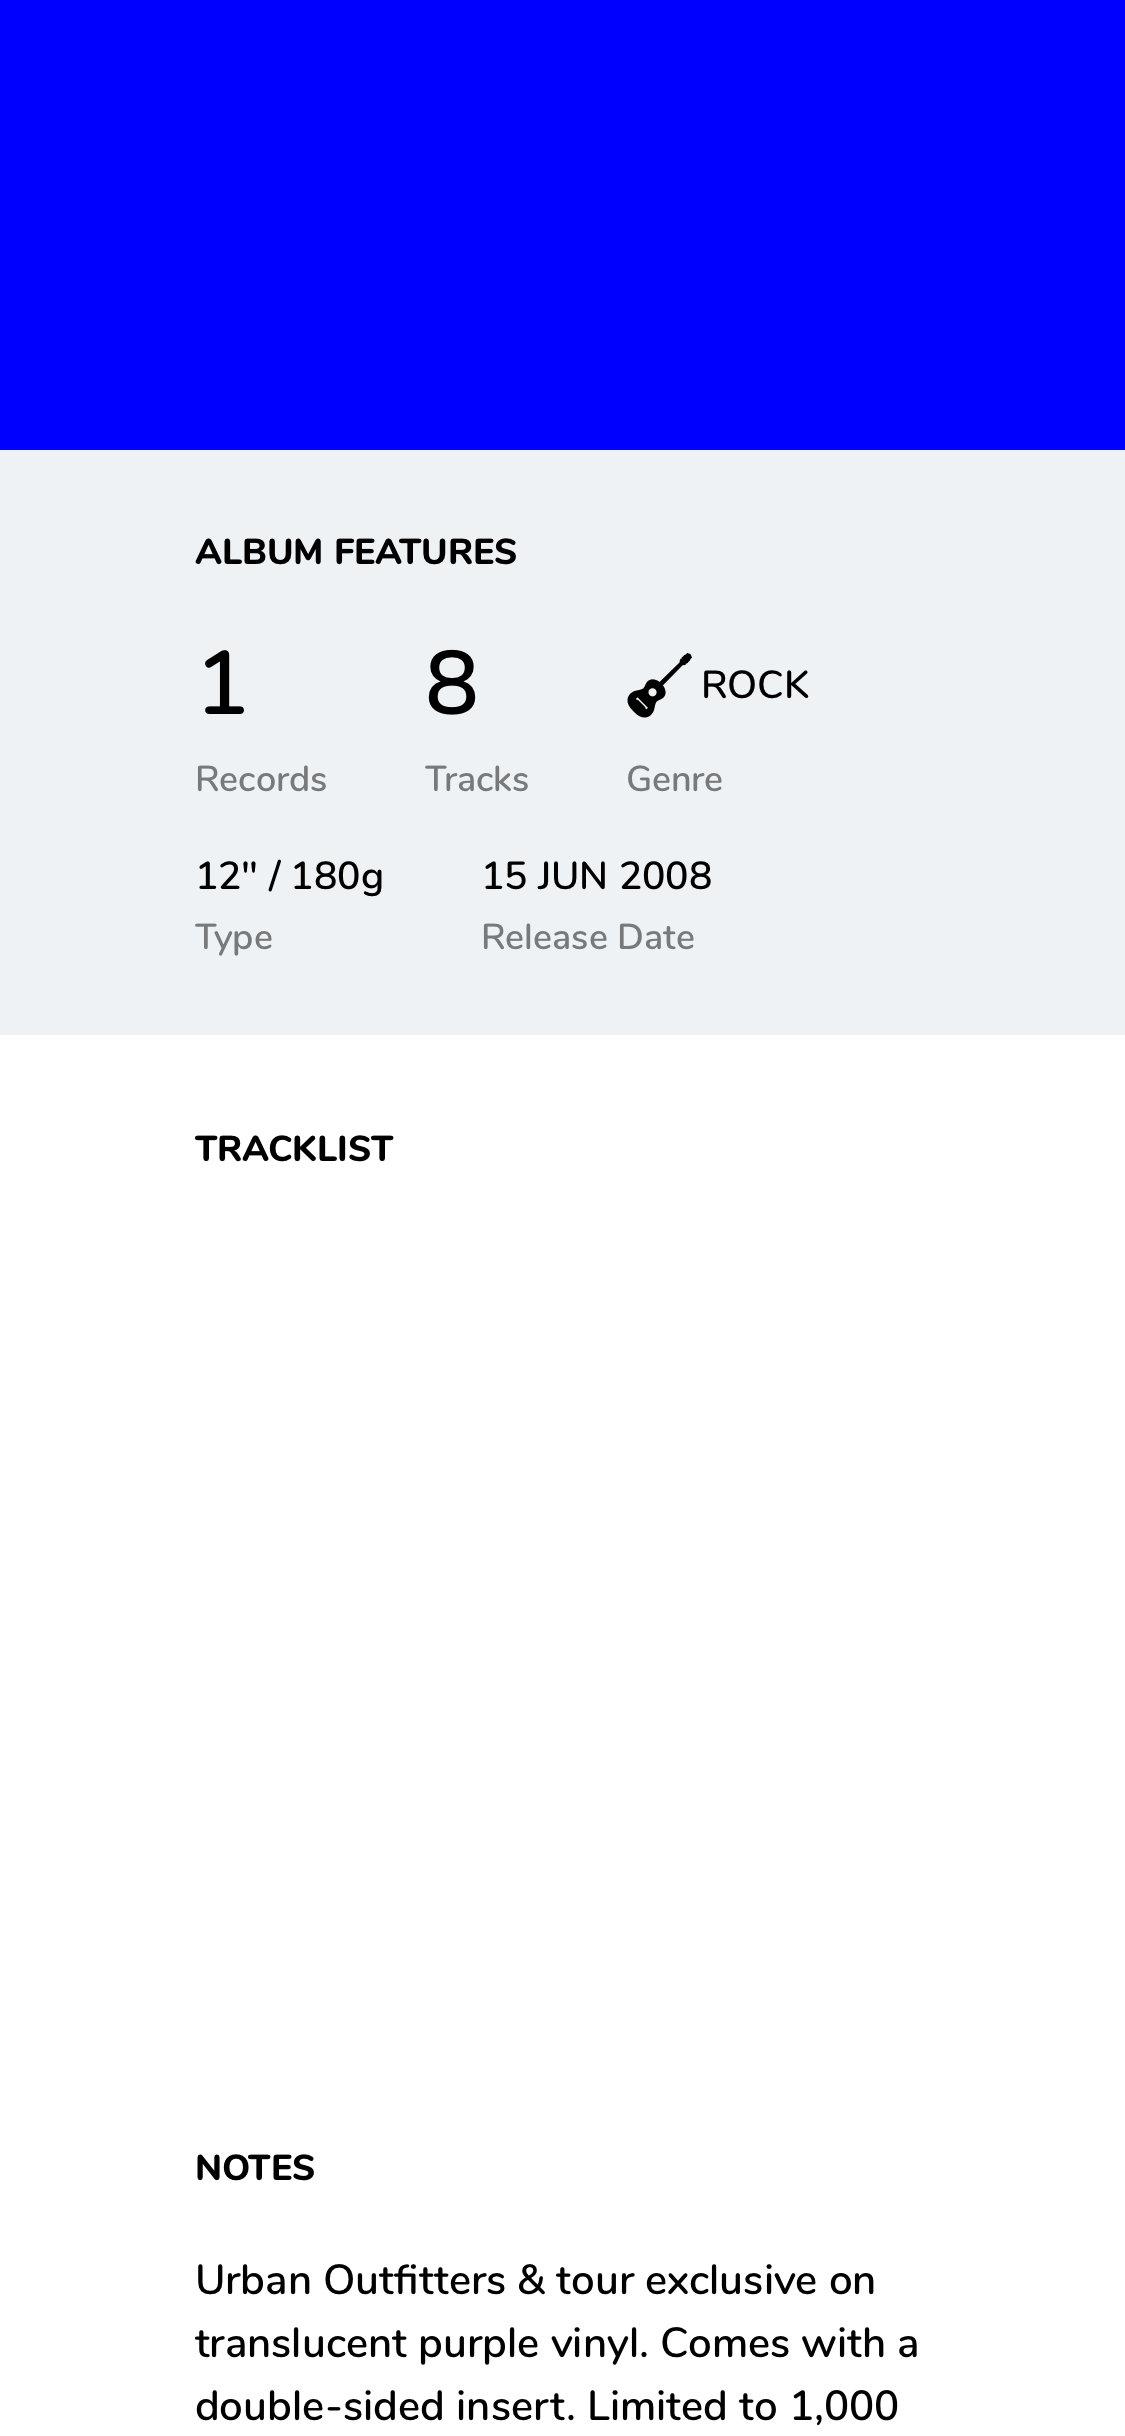 ALBUM FEATURES
1 8 ROCK
Records Tracks Genre
12" / 180g 15 JUN 2008
Type Release Date
TRACKLIST
NOTES
Urban Outfitters & tour exclusive on
translucent purple vinyl. Comes with a
double-sided insert. Limited to 1,000